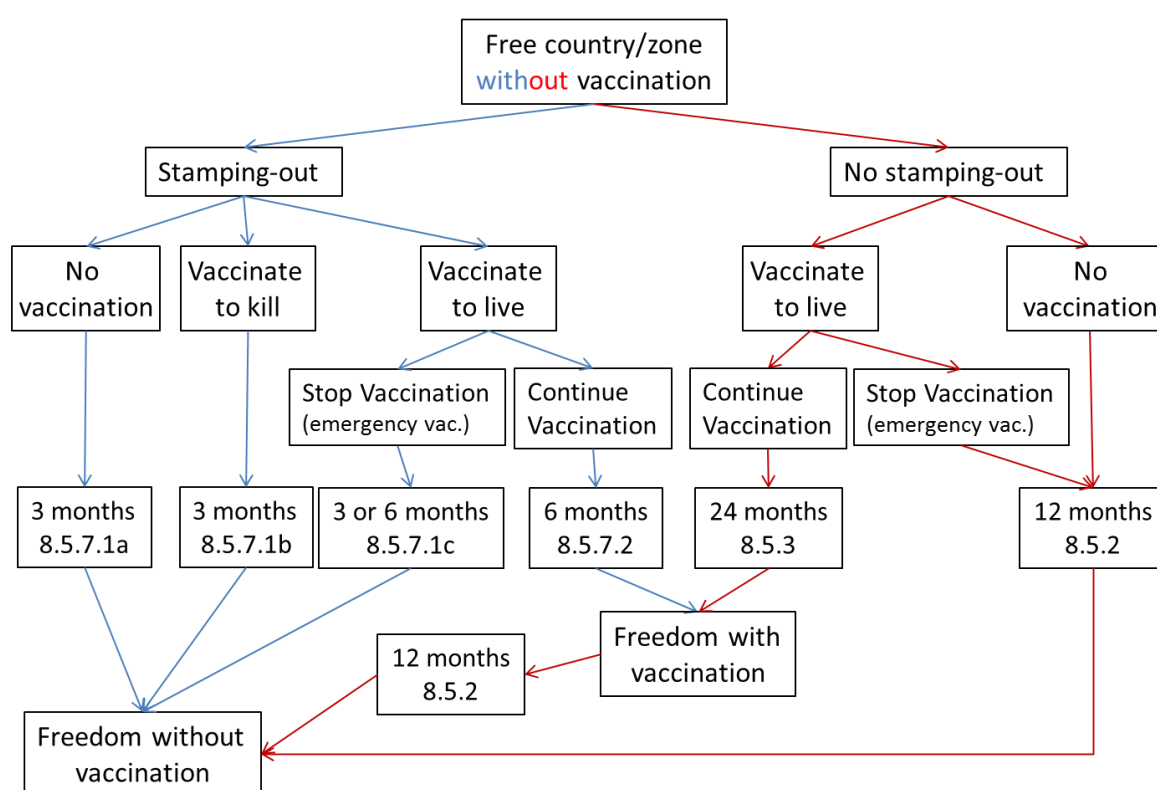 Free country/zone
without vaccination
Stamping-out
No stamping-out
No
vaccination
Vaccinate
to kill
Vaccinate
to live
Vaccinate
to live
No
vaccination
Stop Vaccination
(emergency vac.)
Continue
Vaccination
Continue
Vaccination
Stop Vaccination
(emergency vac.)
3 months
8.5.7.1a
3 months
8.5.7.1b
3 or 6 months
8.5.7.1c
6 months
8.5.7.2
24 months
8.5.3
12 months
8.5.2
Freedom with
vaccination
12 months
8.5.2
Freedom without
vaccination